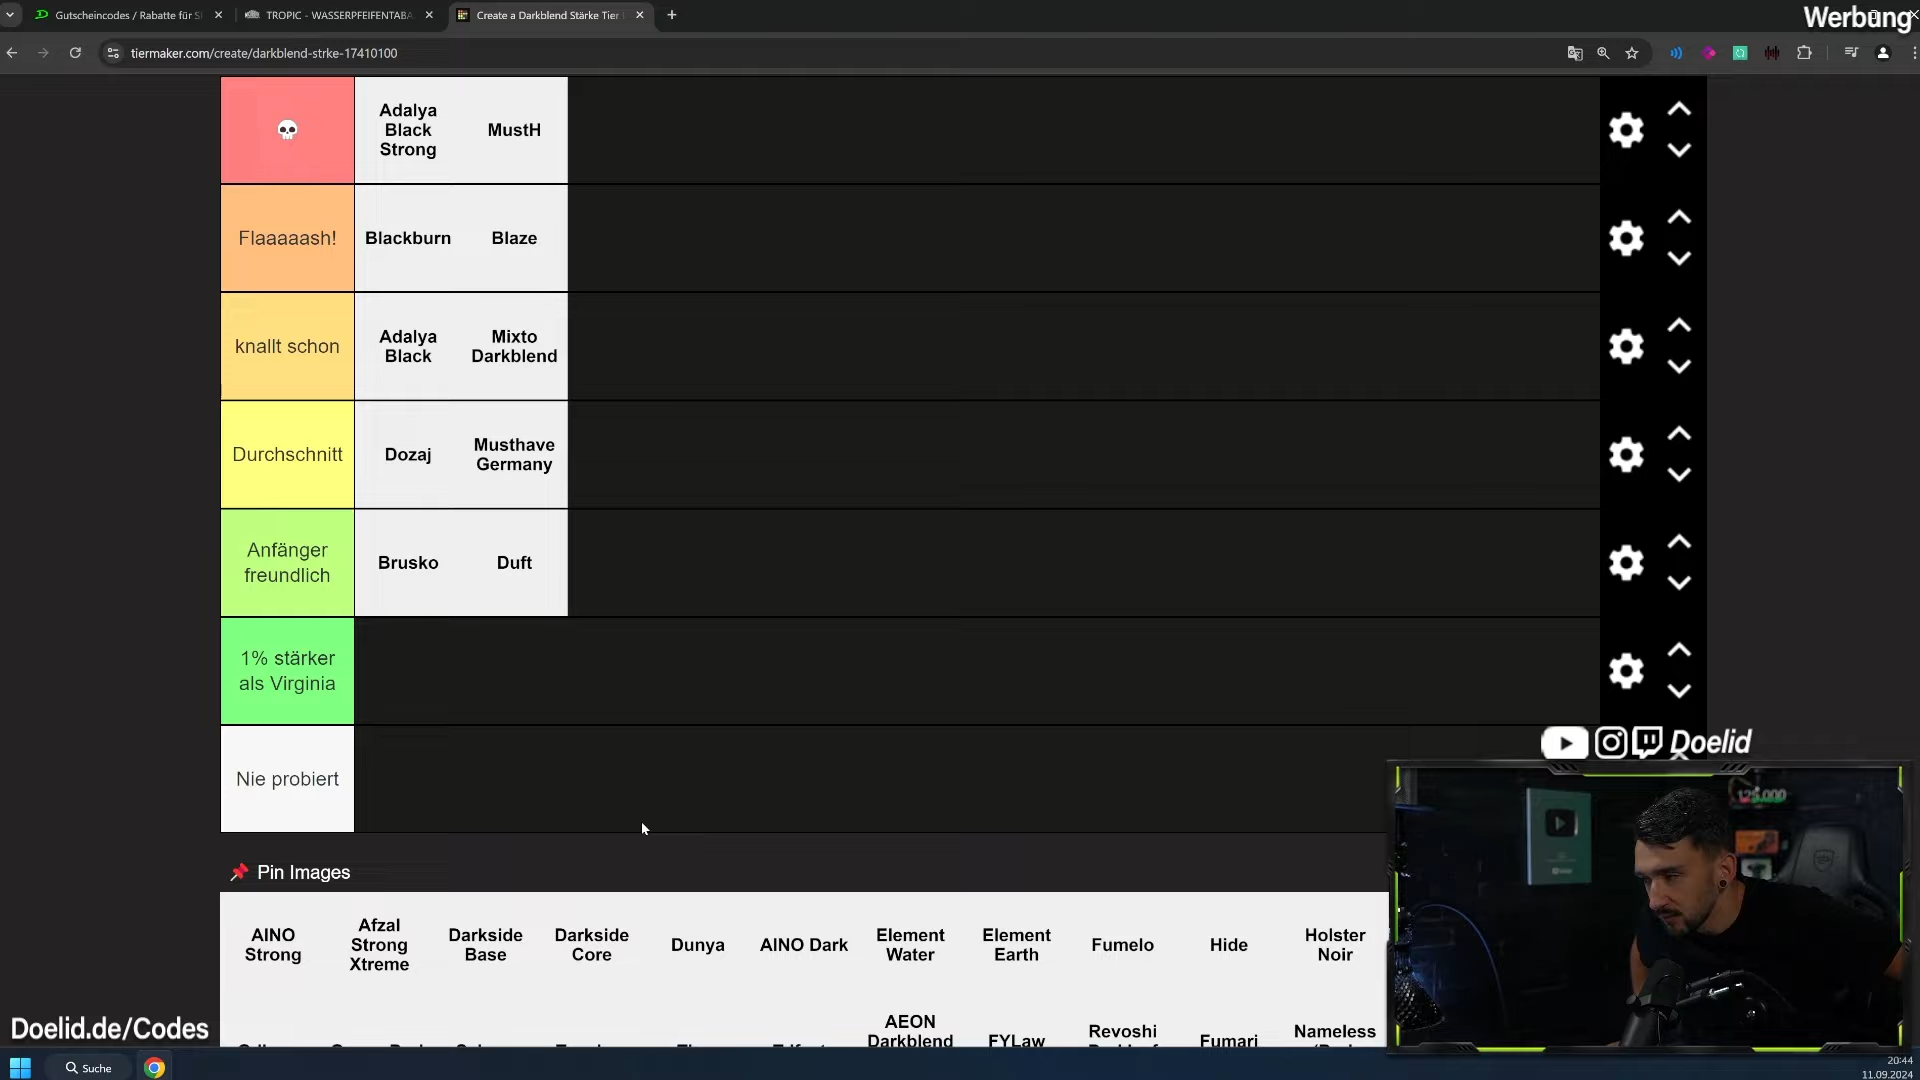 Gutscheincodes / Rabatte für S
TROPIC - WASSERPFEIFENTABA
Create a Darkblend Stärke Tier
Werbung
tiermaker.com/create/darkblend-strke-17410100
Adalya
Black
Strong
MustH
Flaaaaash!
Blackburn
Blaze
knallt schon
Adalya
Black
Mixto
Darkblend
Durchschnitt
Dozaj
Musthave
Germany
Anfänger
freundlich
Brusko
Duft
1% stärker
als Virginia
Nie probiert
Doelid
125.000
Pin Images
AINO
Strong
Afzal
Strong
Xtreme
Darkside
Base
Darkside
Core
Dunya
AINO Dark
Element
Water
Element
Earth
Fumelo
Hide
Holster
Noir
AEON
Darkblend
FYLaw
Revoshi
Fumari
Nameless
Doelid.de/Codes
Suche
20:44
11.09.2024